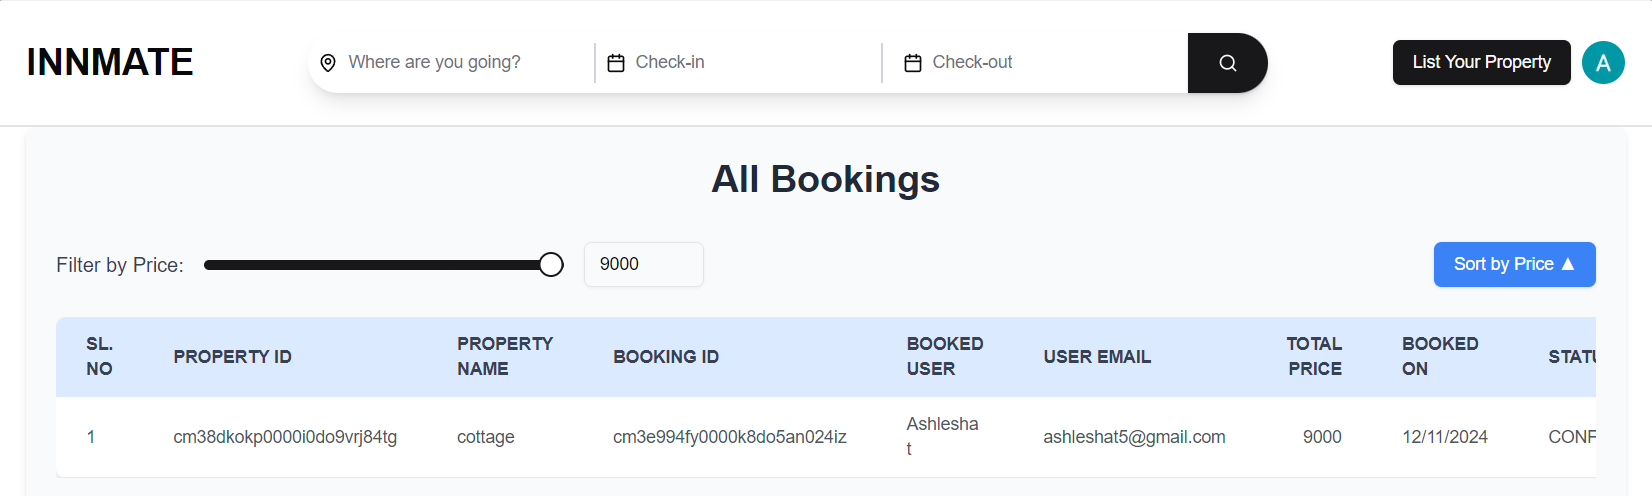 INNMATE
Where are you going?
Check-in
Check-out
List Your Property
A
All Bookings
Filter by Price:
9000
Sort by Price ▲
SL. NO
PROPERTY ID
PROPERTY NAME
BOOKING ID
BOOKED USER
USER EMAIL
TOTAL PRICE
BOOKED ON
STATU
1
cm38dkokp0000i0do9vrj84tg
cottage
cm3e994fy0000k8do5an024iz
Ashlesha t
ashleshat5@gmail.com
9000
12/11/2024
CONF